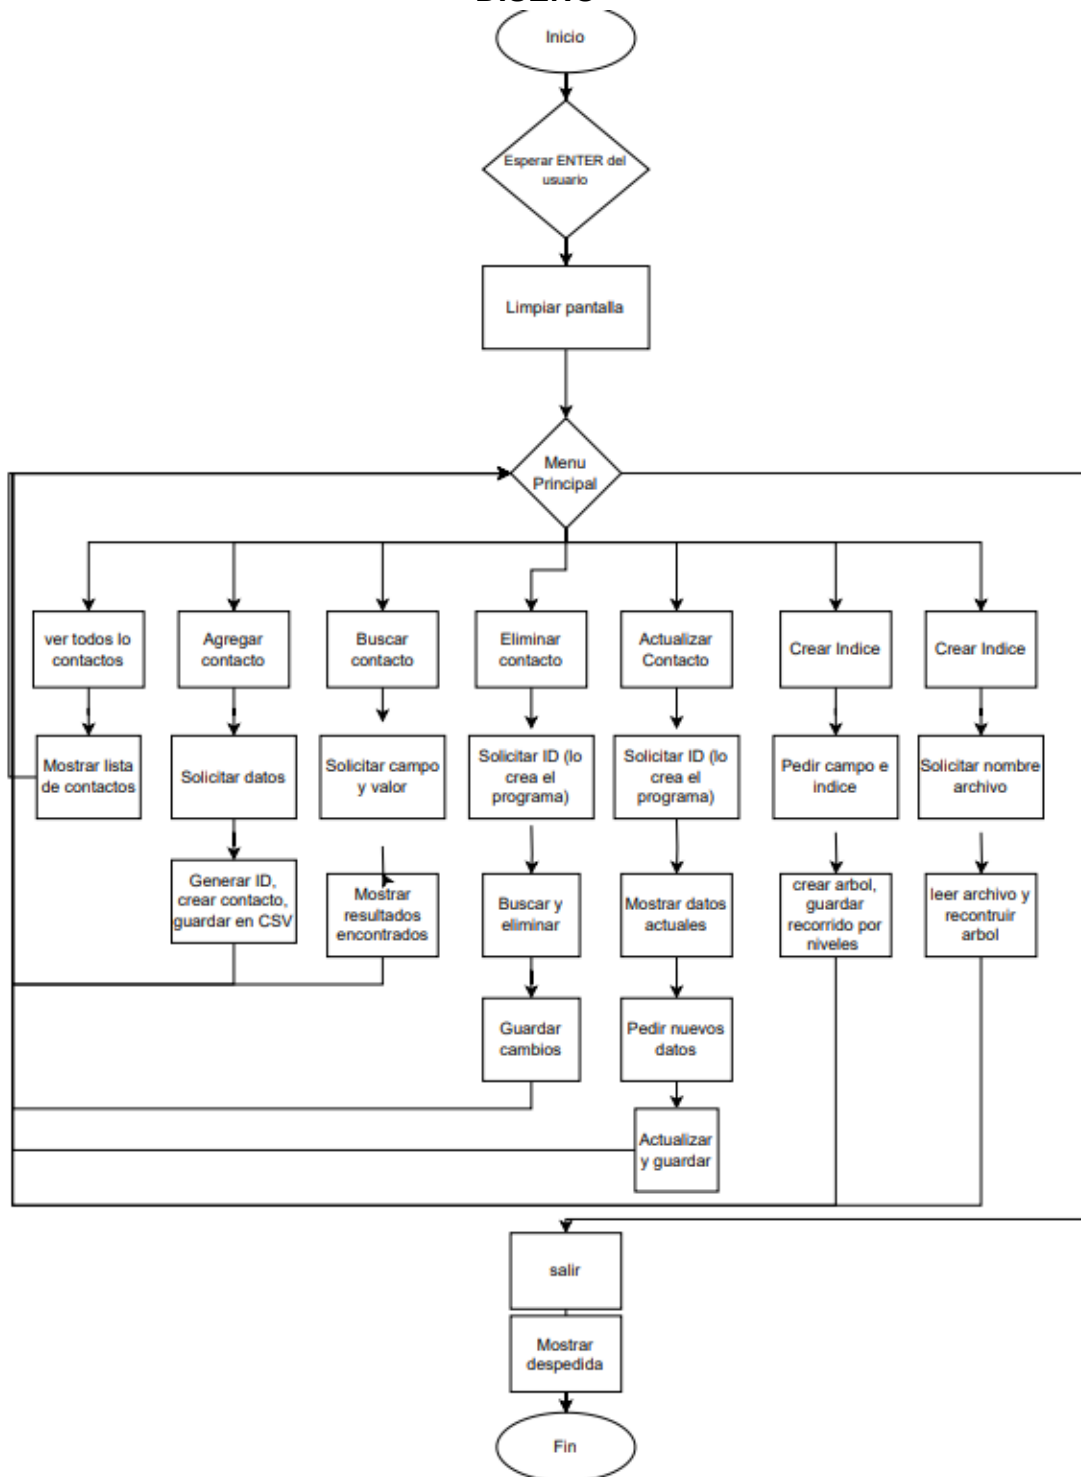 DISEÑO
Inicio
Esperar ENTER del
usuario
Limpiar pantalla
Menu
Principal
ver todos lo
contactos
Agregar
contacto
Buscar
contacto
Eliminar
contacto
Actualizar
Contacto
Crear Indice
Crear Indice
Mostrar lista
de contactos
Solicitar datos
Solicitar campo
y valor
Solicitar ID (lo
crea el
programa)
Solicitar ID (lo
crea el
programa)
Pedir campo e
indice
Solicitar nombre
archivo
Generar ID,
crear contacto,
guardar en CSV
Mostrar
resultados
encontrados
Buscar y
eliminar
Mostrar datos
actuales
crear arbol,
guardar
recorrido por
niveles
leer archivo y
recontruir
arbol
Guardar
cambios
Pedir nuevos
datos
Actualizar
y guardar
salir
Mostrar
despedida
Fin